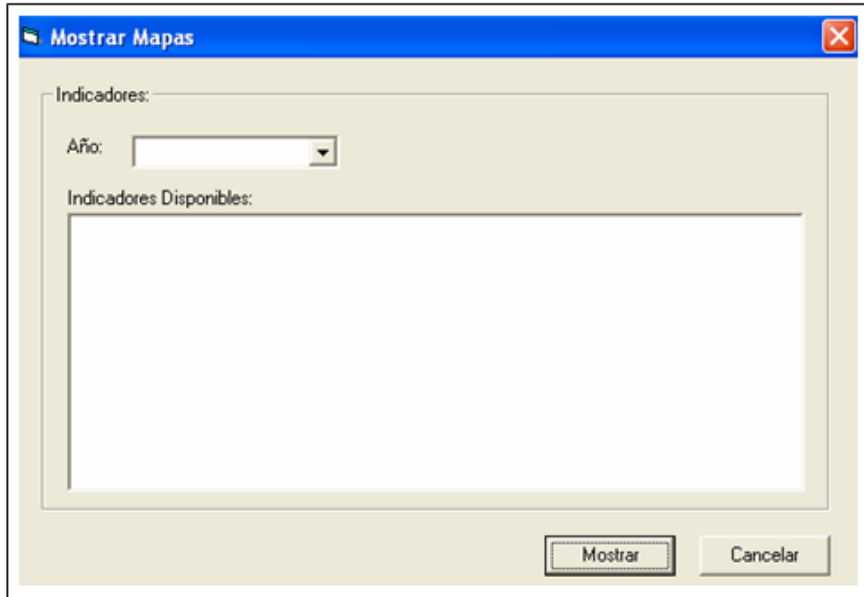 Mostrar Mapas
Indicadores:
Año:
Indicadores Disponibles:
Mostrar Cancelar